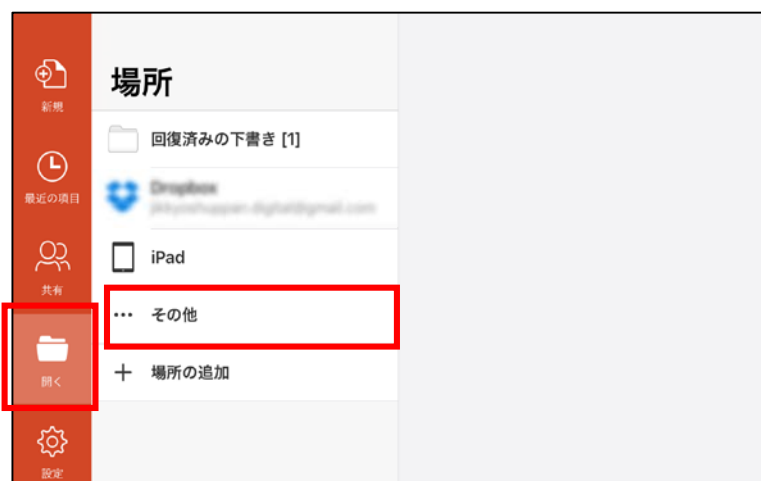 新規
最近の項目
共有
開く
設定
場所
回復済みの下書き [1]
Dropbox
iPad
その他
場所の追加